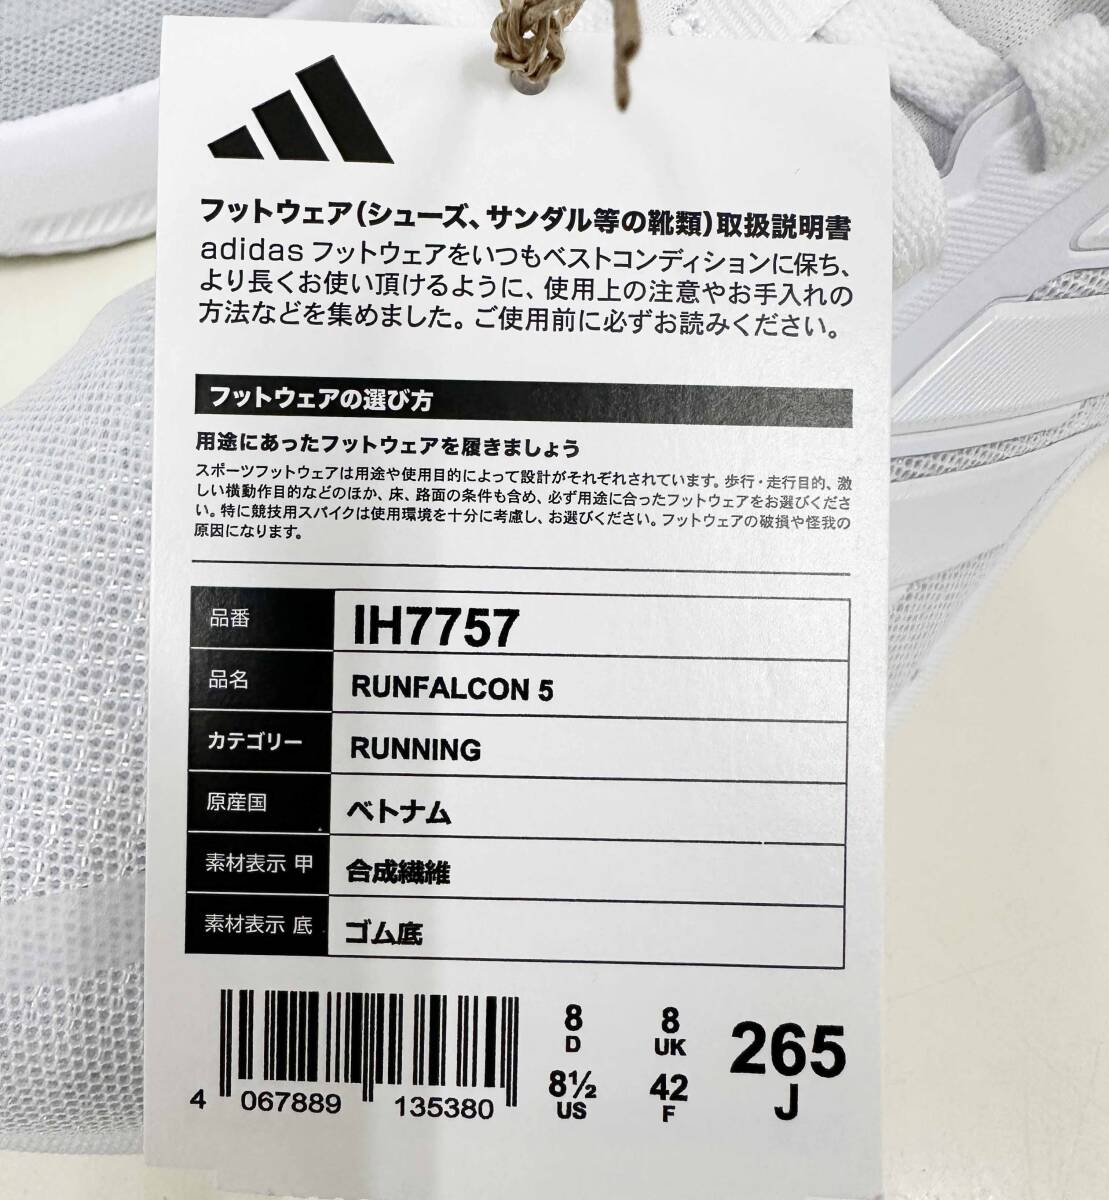 フットウェア(シューズ、サンダル等の靴類)取扱説明書
adidas フットウェアをいつもベストコンディションに保ち、
より長くお使い頂けるように、使用上の注意やお手入れの
方法などを集めました。ご使用前に必ずお読みください。
フットウェアの選び方
用途にあったフットウェアを履きましょう
スポーツフットウェアは用途や使用目的によって設計がそれぞれされています。歩行・走行目的、激
しい横動作目的などのほか、床、路面の条件も含め、必ず用途に合ったフットウェアをお選びくださ
い。特に競技用スパイクは使用環境を十分に考慮し、お選びください。フットウェアの破損や怪我の
原因になります。
品番 IH7757
品名 RUNFALCON 5
カテゴリー RUNNING
原産国 ベトナム
素材表示 甲 合成繊維
素材表示 底 ゴム底
8 8 265
D UK J
8½ 42
US F
4 067889 135380